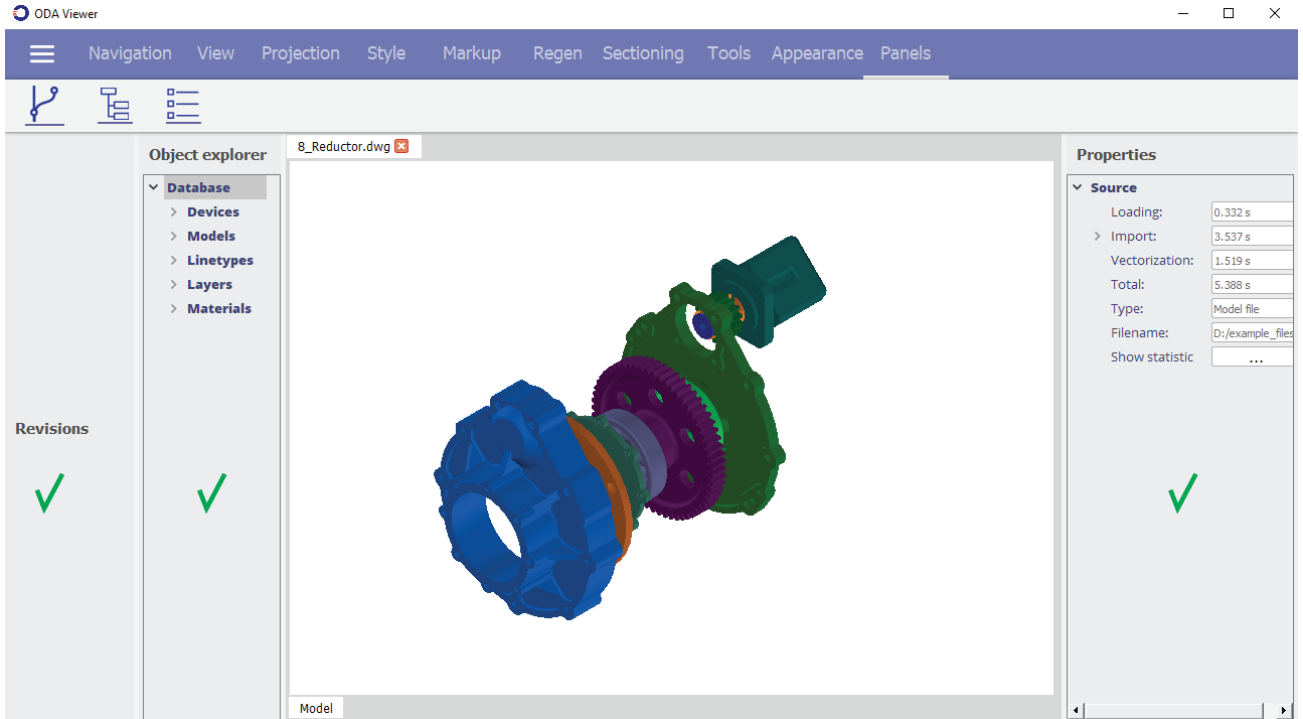 ODA Viewer
Navigation View Projection Style Markup Regen Sectioning Tools Appearance Panels
Revisions
Object explorer
Database
Devices
Models
Linetypes
Layers
Materials
8_Reductor.dwg
Model
Properties
Source
Loading: 0.332 s
Import: 3.537 s
Vectorization: 1.519 s
Total: 5.388 s
Type: Model file
Filename: D:/example_files
Show statistic ...